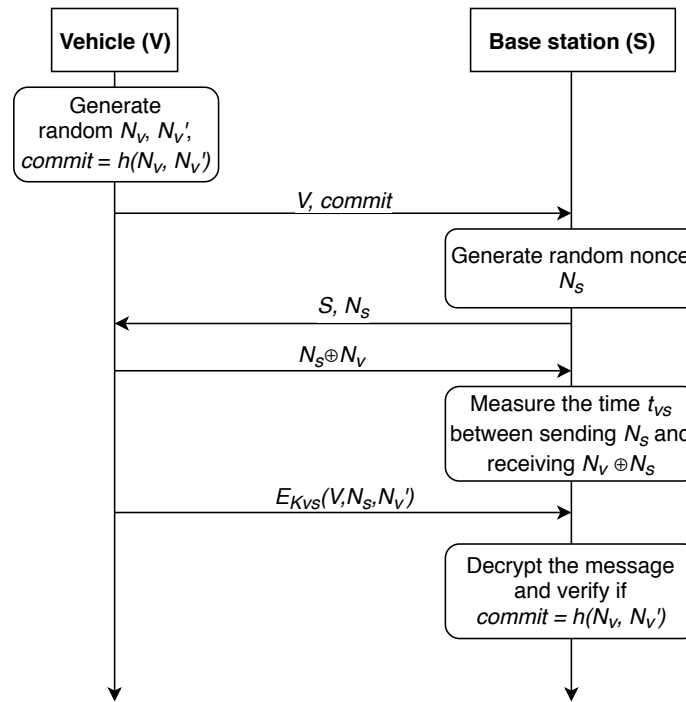 Vehicle (V)
Base station (S)
Generate
random Nᵥ, Nᵥ',
commit = h(Nᵥ, Nᵥ')
V, commit
Generate random nonce
Nₛ
S, Nₛ
Nₛ⊕Nᵥ
Measure the time tᵥₛ
between sending Nₛ and
receiving Nᵥ ⊕Nₛ
E_Kvs(V,Nₛ,Nᵥ')
Decrypt the message
and verify if
commit = h(Nᵥ, Nᵥ')